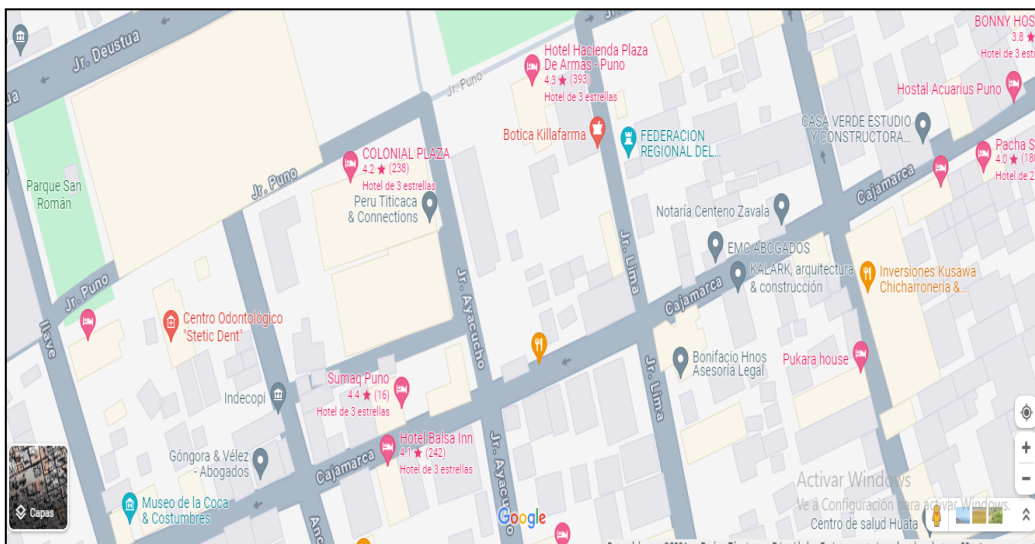 Jr. Deustua
Jr. Puno
BONNY HOS
3.8 ★
Hotel de 3 estre
Hotel Hacienda Plaza
De Armas - Puno
4.3 ★ (393)
Hotel de 3 estrellas
Hostal Acuarius Puno
CASA VERDE ESTUDIO
Y CONSTRUCTORA...
Botica Killafarma
FEDERACION
REGIONAL DEL...
Pacha S
4.0 ★ (180
Hotel de 2
COLONIAL PLAZA
4.2 ★ (238)
Hotel de 3 estrellas
Jr. Puno
Parque San
Román
Peru Titicaca
& Connections
Cajamarca
Notaría Centeno Zavala
EMC ABOGADOS
KALARK, arquitectura
& construcción
Inversiones Kusawa
Chicharroneria &...
Jr. Lima
Cajamarca
Jr. Puno
Jr. Ayacucho
Ilave
Centro Odontológico
"Stetic Dent"
Bonifacio Hnos
Asesoría Legal
Pukara house
Jr. Lima
Sumaq Puno
4.4 ★ (16)
Hotel de 3 estrellas
Indecopi
Hotel Balsa Inn
4.1 ★ (242)
Hotel de 3 estrellas
Cajamarca
Jr. Ayacucho
Góngora & Vélez
- Abogados
Capas
Museo de la Coca
& Costumbres
Anc
Google
Activar Windows
Ve a Configuración para activar Windows.
Centro de salud Huata